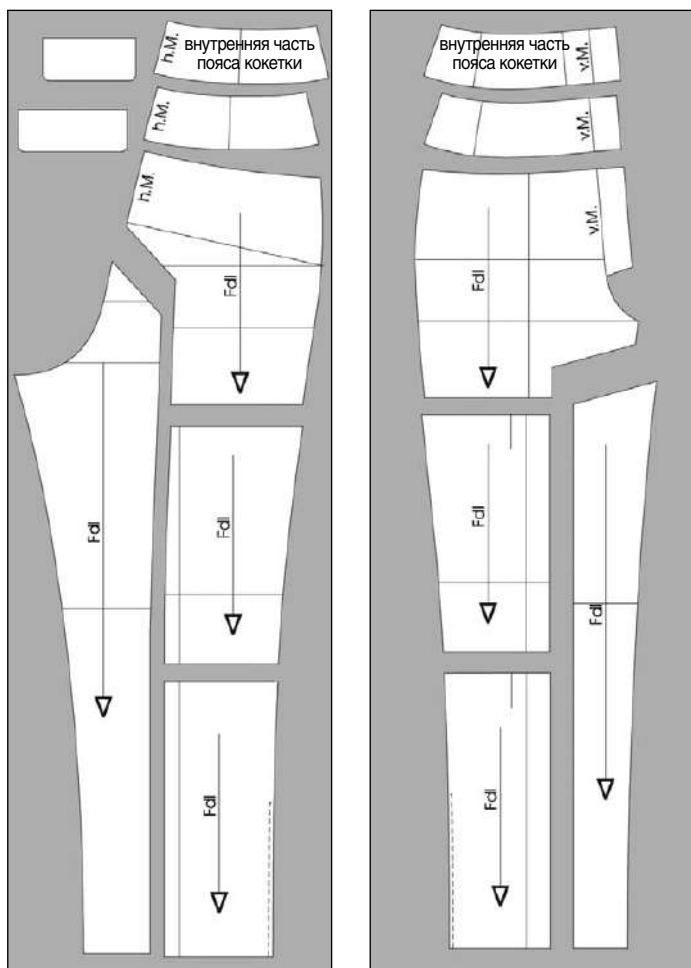 h.M.
внутренняя часть
пояса кокетки
h.M.
h.M.
Fdl
Fdl
Fdl
Fdl
внутренняя часть
пояса кокетки
v.M.
v.M.
v.M.
Fdl
Fdl
Fdl
Fdl